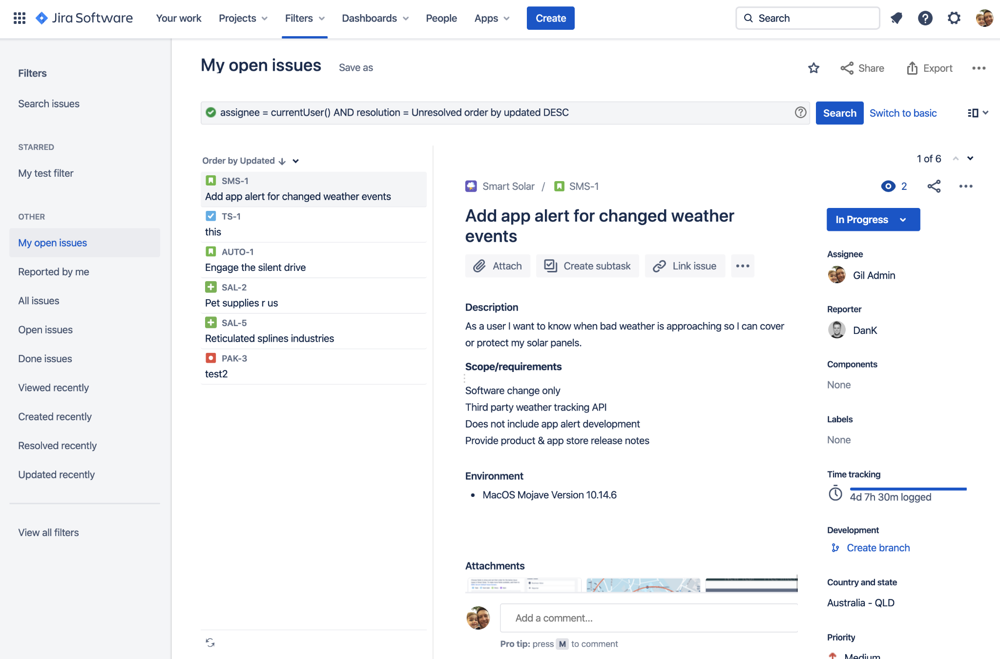 Jira Software
Your work
Projects
Filters
Dashboards
People
Apps
Create
Search
Filters
Search issues
STARRED
My test filter
OTHER
My open issues
Reported by me
All issues
Open issues
Done issues
Viewed recently
Created recently
Resolved recently
Updated recently
View all filters
My open issues
Save as
Share
Export
assignee = currentUser() AND resolution = Unresolved order by updated DESC
Search
Switch to basic
Order by Updated
SMS-1
Add app alert for changed weather events
TS-1
this
AUTO-1
Engage the silent drive
SAL-2
Pet supplies r us
SAL-5
Reticulated splines industries
PAK-3
test2
1 of 6
Smart Solar / SMS-1
2
Add app alert for changed weather
events
Attach
Create subtask
Link issue
Description
As a user I want to know when bad weather is approaching so I can cover
or protect my solar panels.
Scope/requirements
Software change only
Third party weather tracking API
Does not include app alert development
Provide product & app store release notes
Environment
• MacOS Mojave Version 10.14.6
Attachments
Add a comment...
Pro tip: press M to comment
In Progress
Assignee
Gil Admin
Reporter
DanK
Components
None
Labels
None
Time tracking
4d 7h 30m logged
Development
Create branch
Country and state
Australia - QLD
Priority
Medium